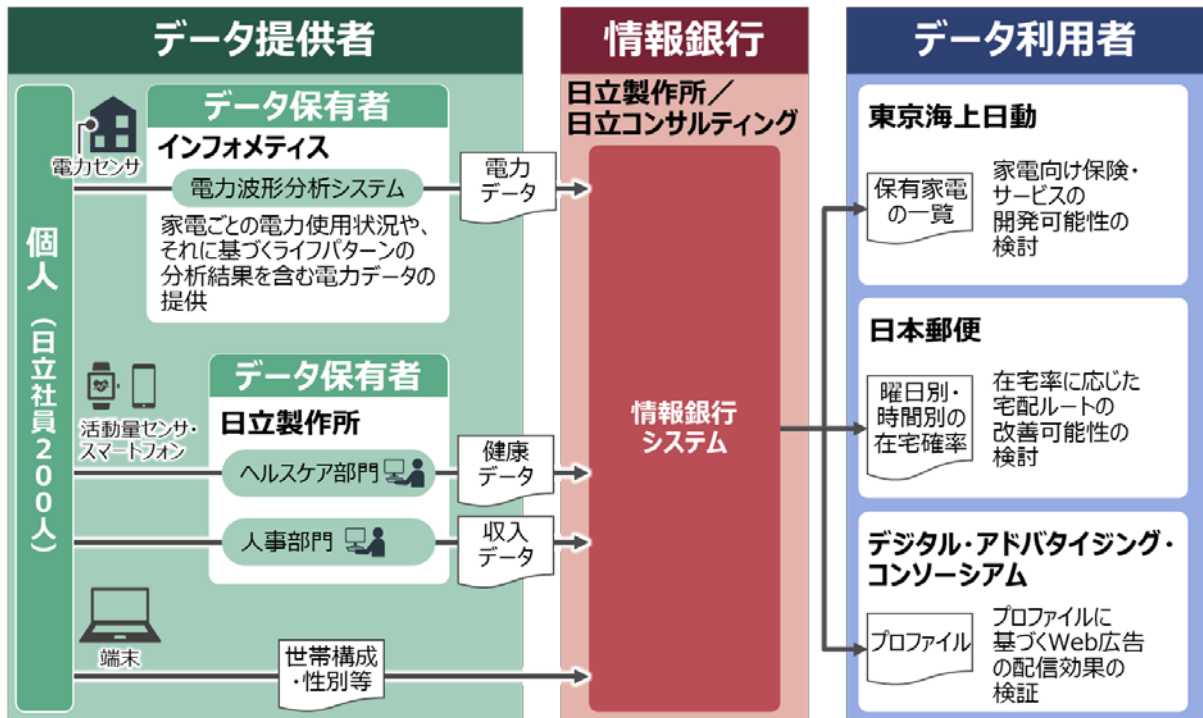 データ提供者
個人（日立社員200人）
電力センサ
データ保有者
インフォメティス
電力波形分析システム
家電ごとの電力使用状況や、
それに基づくライフパターンの
分析結果を含む電力データの
提供
電力
データ
活動量センサ・
スマートフォン
データ保有者
日立製作所
ヘルスケア部門
健康
データ
人事部門
収入
データ
端末
世帯構成
・性別等
情報銀行
日立製作所／
日立コンサルティング
情報銀行
システム
データ利用者
東京海上日動
保有家電
の一覧
家電向け保険・
サービスの
開発可能性の
検討
日本郵便
曜日別・
時間別の
在宅確率
在宅率に応じた
宅配ルートの
改善可能性の
検討
デジタル・アドバタイジング・
コンソーシアム
プロファイル
プロファイルに
基づくWeb広告
の配信効果の
検証